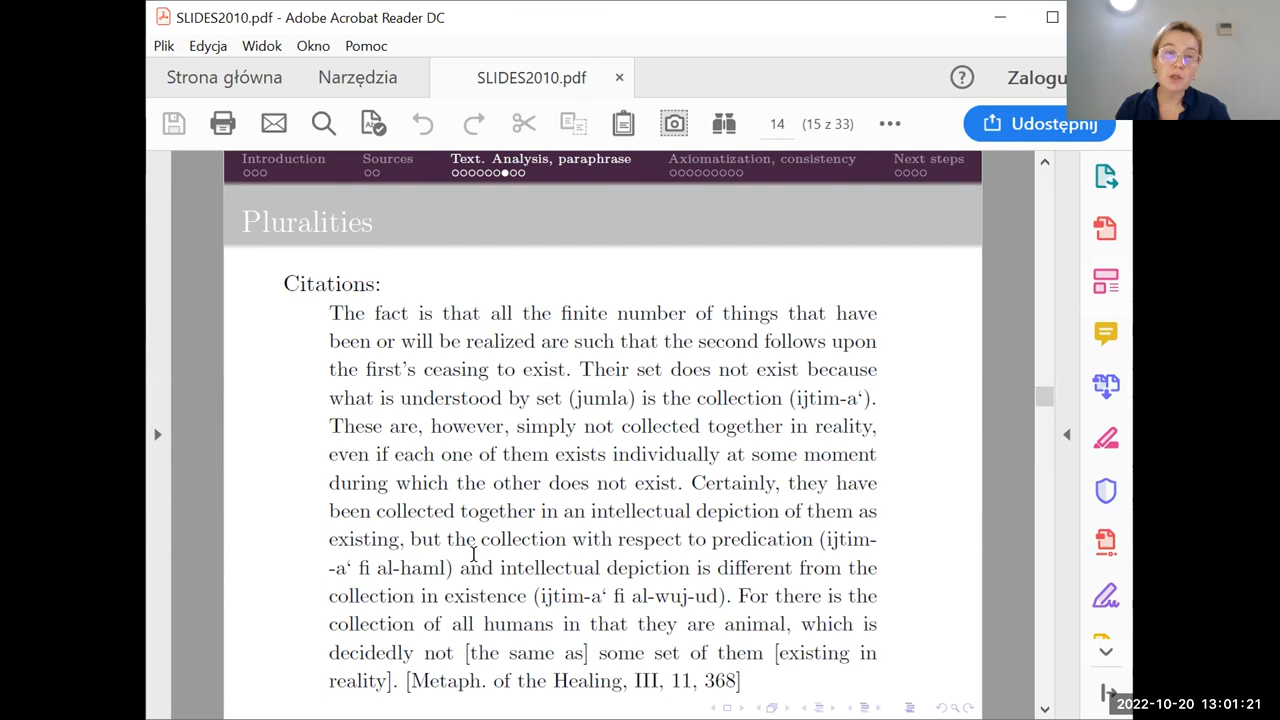 SLIDES2010.pdf - Adobe Acrobat Reader DC
Plik Edycja Widok Okno Pomoc
Strona główna Narzędzia SLIDES2010.pdf × ? Zalogu
14 (15 z 33) Udostępnij
Introduction Sources Text. Analysis, paraphrase Axiomatization, consistency Next steps
Pluralities
Citations:
The fact is that all the finite number of things that have
been or will be realized are such that the second follows upon
the first's ceasing to exist. Their set does not exist because
what is understood by set (jumla) is the collection (ijtim-a‘).
These are, however, simply not collected together in reality,
even if each one of them exists individually at some moment
during which the other does not exist. Certainly, they have
been collected together in an intellectual depiction of them as
existing, but the collection with respect to predication (ijtim-
-a‘ fi al-haml) and intellectual depiction is different from the
collection in existence (ijtim-a‘ fi al-wuj-ud). For there is the
collection of all humans in that they are animal, which is
decidedly not [the same as] some set of them [existing in
reality]. [Metaph. of the Healing, III, 11, 368]
2022-10-20 13:01:21